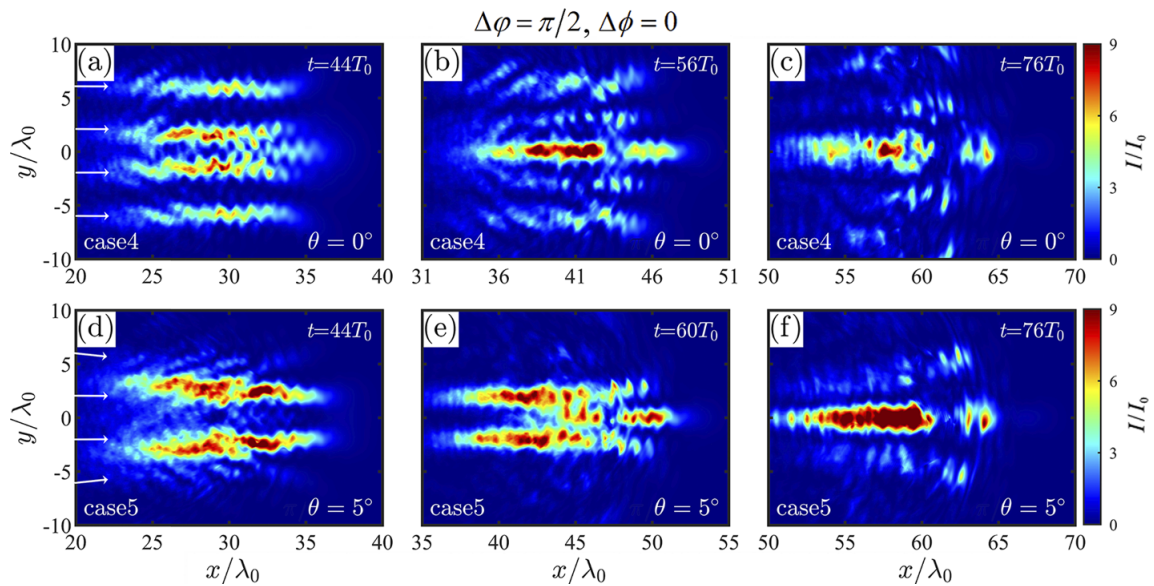 Δφ = π/2, Δϕ = 0
(a) t=44T₀
(b) t=56T₀
(c) t=76T₀
10
5
0
-5
-10
y/λ₀
case4 θ = 0°
case4 θ = 0°
case4 θ = 0°
20 25 30 35 40
31 36 41 46 51
50 55 60 65 70
9
6
3
0
I/I₀
(d) t=44T₀
(e) t=60T₀
(f) t=76T₀
10
5
0
-5
-10
y/λ₀
case5 θ = 5°
case5 θ = 5°
case5 θ = 5°
20 25 30 35 40
35 40 45 50 55
50 55 60 65 70
x/λ₀
x/λ₀
x/λ₀
9
6
3
0
I/I₀